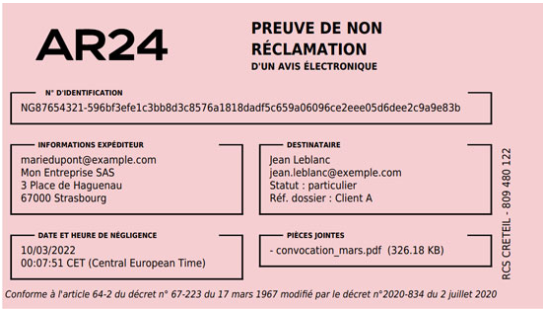 AR24
PREUVE DE NON
RÉCLAMATION
D'UN AVIS ÉLECTRONIQUE
N° D'IDENTIFICATION
NG87654321-596bf3efe1c3bb8d3c8576a1818dadf5c659a06096ce2eee05d6dee2c9a9e83b
INFORMATIONS EXPÉDITEUR
mariedupont@example.com
Mon Entreprise SAS
3 Place de Haguenau
67000 Strasbourg
DESTINATAIRE
Jean Leblanc
jean.leblanc@exemple.com
Statut : particulier
Réf. dossier : Client A
DATE ET HEURE DE NÉGLIGENCE
10/03/2022
00:07:51 CET (Central European Time)
PIÈCES JOINTES
- convocation_mars.pdf (326.18 KB)
RCS CRETEIL - 809 480 122
Conforme à l'article 64-2 du décret n° 67-223 du 17 mars 1967 modifié par le décret n°2020-834 du 2 juillet 2020